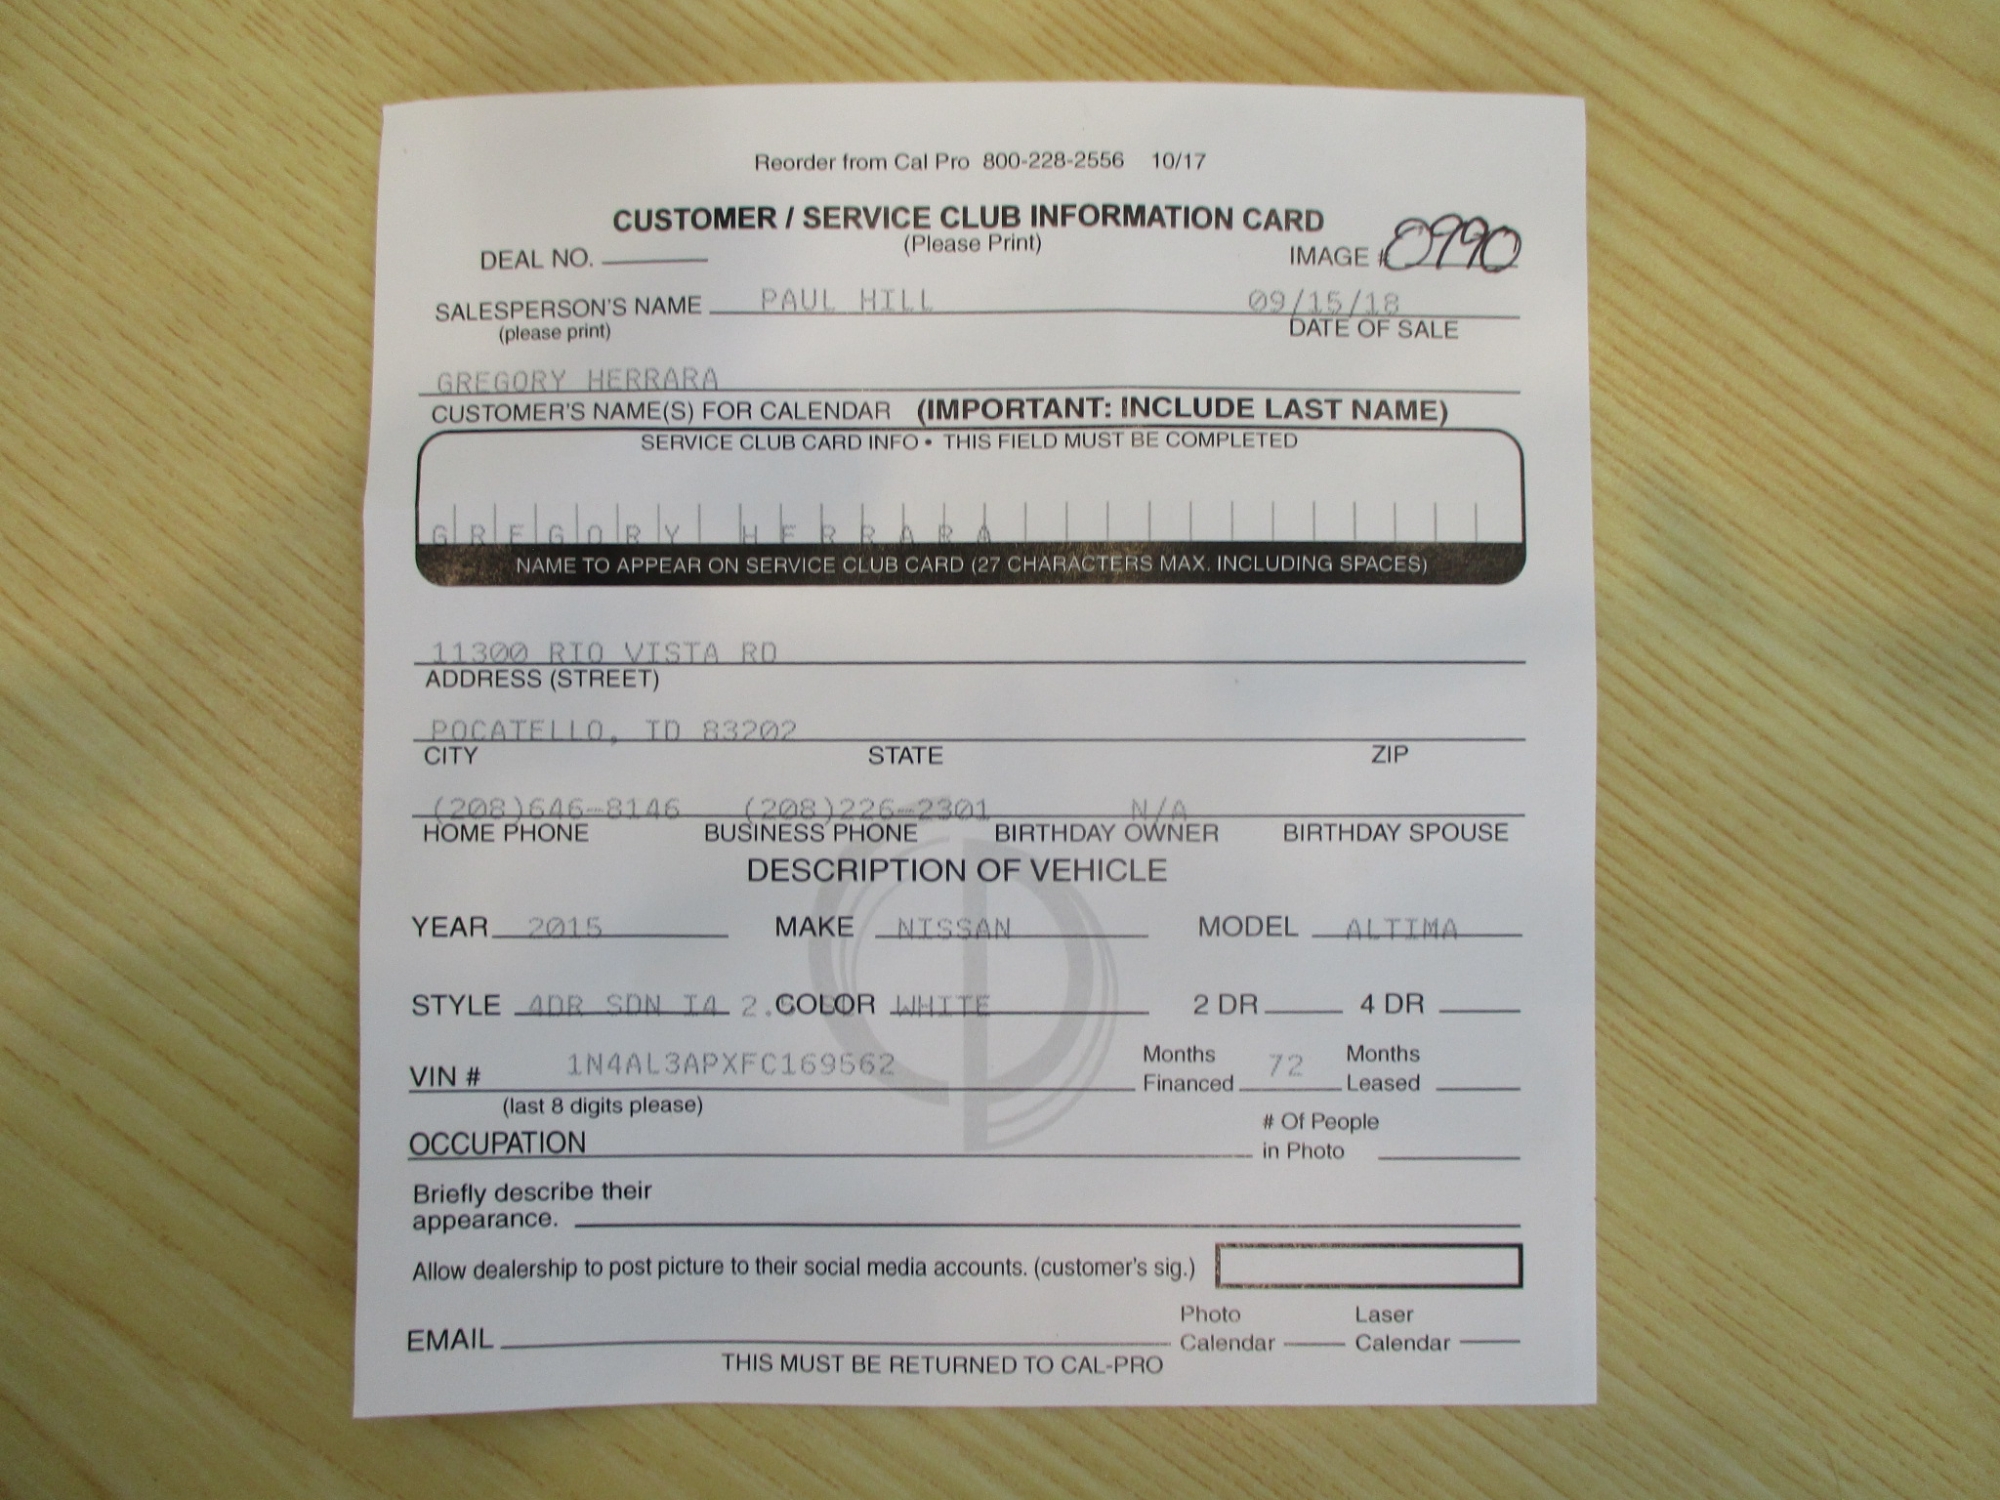 Reorder from Cal Pro 800-228-2556 10/17
CUSTOMER / SERVICE CLUB INFORMATION CARD
(Please Print)
DEAL NO. IMAGE # 0990
SALESPERSON'S NAME PAUL HILL 09/15/18
(please print) DATE OF SALE
GREGORY HERRARA
CUSTOMER'S NAME(S) FOR CALENDAR (IMPORTANT: INCLUDE LAST NAME)
SERVICE CLUB CARD INFO • THIS FIELD MUST BE COMPLETED
GREGORY HERRARA
NAME TO APPEAR ON SERVICE CLUB CARD (27 CHARACTERS MAX. INCLUDING SPACES)
11300 RIO VISTA RD
ADDRESS (STREET)
POCATELLO, ID 83202
CITY STATE ZIP
(208)646-8146 (208)226-2301 N/A
HOME PHONE BUSINESS PHONE BIRTHDAY OWNER BIRTHDAY SPOUSE
DESCRIPTION OF VEHICLE
YEAR 2015 MAKE NISSAN MODEL ALTIMA
STYLE 4DR SDN I4 COLOR WHITE 2 DR 4 DR
VIN # 1N4AL3APXFC169562 Months Financed 72 Months Leased
(last 8 digits please)
OCCUPATION # Of People in Photo
Briefly describe their
appearance.
Allow dealership to post picture to their social media accounts. (customer's sig.)
EMAIL Photo Calendar Laser Calendar
THIS MUST BE RETURNED TO CAL-PRO